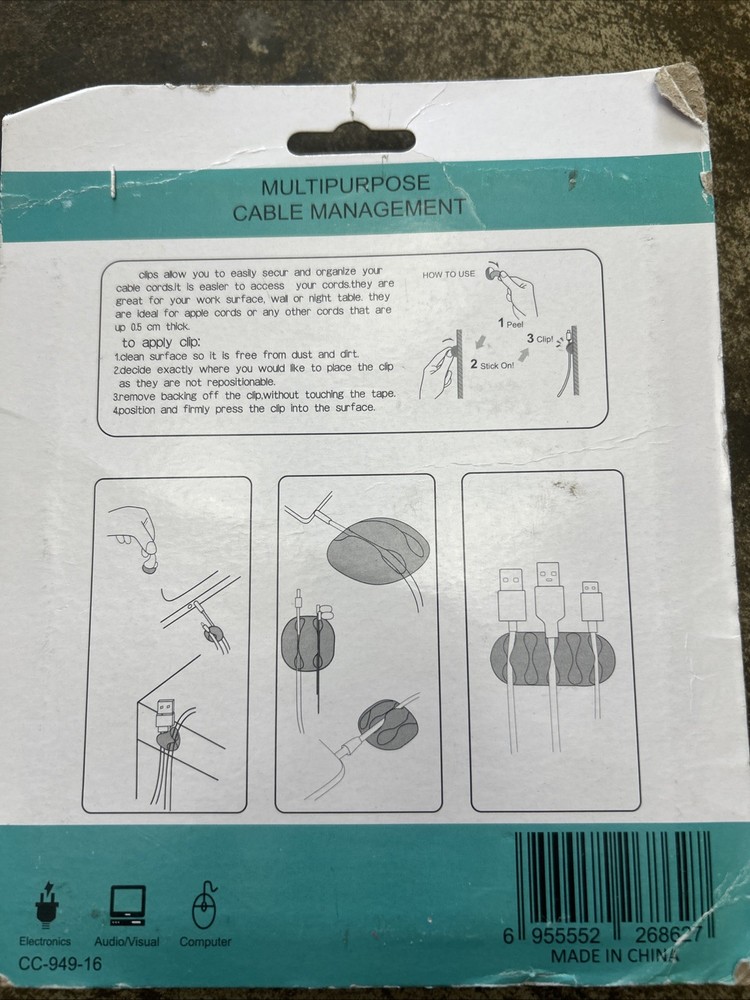 MULTIPURPOSE
CABLE MANAGEMENT
clips allow you to easily secur and organize your
cable cords.it is easier to access your cords.they are
great for your work surface, wall or night table. they
are ideal for apple cords or any other cords that are
up 0.5 cm thick.
to apply clip:
1.clean surface so it is free from dust and dirt.
2.decide exactly where you would like to place the clip
as they are not repositionable.
3.remove backing off the clip,without touching the tape.
4.position and firmly press the clip into the surface.
HOW TO USE
1 Peel
2 Stick On!
3 Clip!
Electronics
Audio/Visual
Computer
CC-949-16
6 955552 268627
MADE IN CHINA